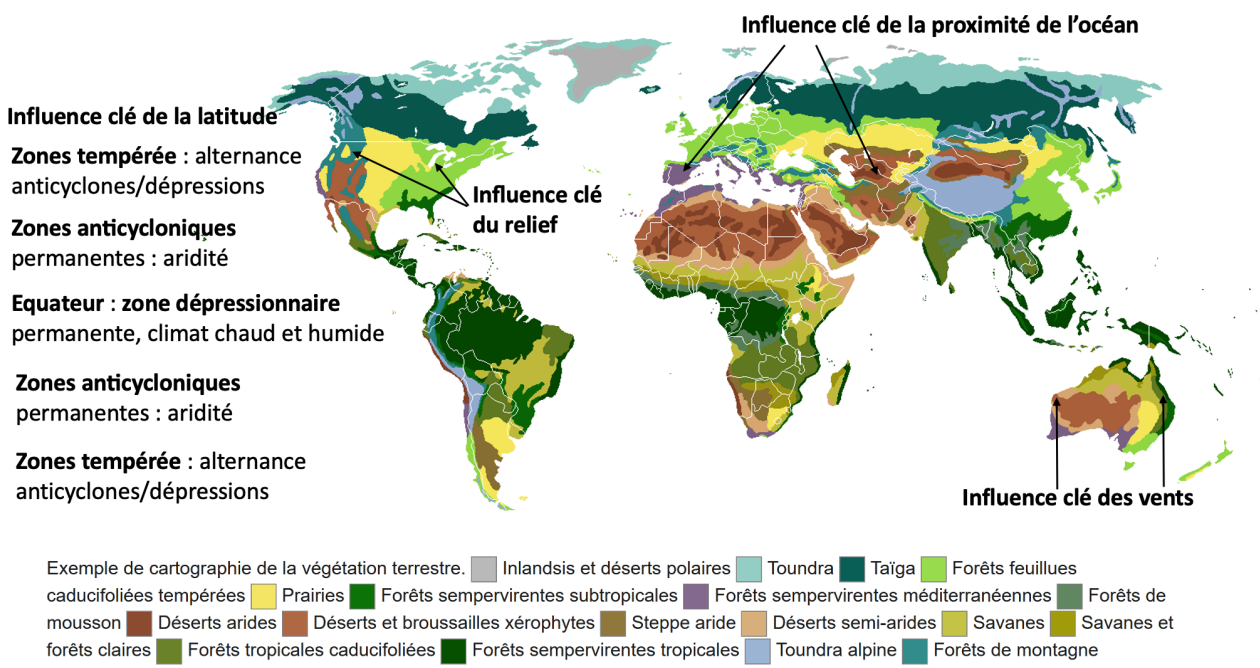 Influence clé de la proximité de l’océan
Influence clé de la latitude
Zones tempérée : alternance
anticyclones/dépressions
Influence clé
du relief
Zones anticycloniques
permanentes : aridité
Equateur : zone dépressionnaire
permanente, climat chaud et humide
Zones anticycloniques
permanentes : aridité
Zones tempérée : alternance
anticyclones/dépressions
Influence clé des vents
Exemple de cartographie de la végétation terrestre. Inlandsis et déserts polaires Toundra Taïga Forêts feuillues
caducifoliées tempérées Prairies Forêts sempervirentes subtropicales Forêts sempervirentes méditerranéennes Forêts de
mousson Déserts arides Déserts et broussailles xérophytes Steppe aride Déserts semi-arides Savanes Savanes et
forêts claires Forêts tropicales caducifoliées Forêts sempervirentes tropicales Toundra alpine Forêts de montagne